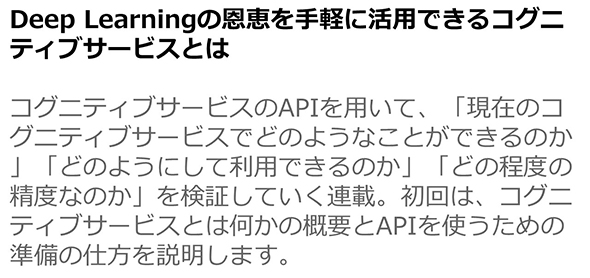 Deep Learningの恩恵を手軽に活用できるコグニ
ティブサービスとは
コグニティブサービスのAPIを用いて、「現在のコ
グニティブサービスでどのようなことができるのか
」「どのようにして利用できるのか」「どの程度の
精度なのか」を検証していく連載。初回は、コグニ
ティブサービスとは何かの概要とAPIを使うための
準備の仕方を説明します。